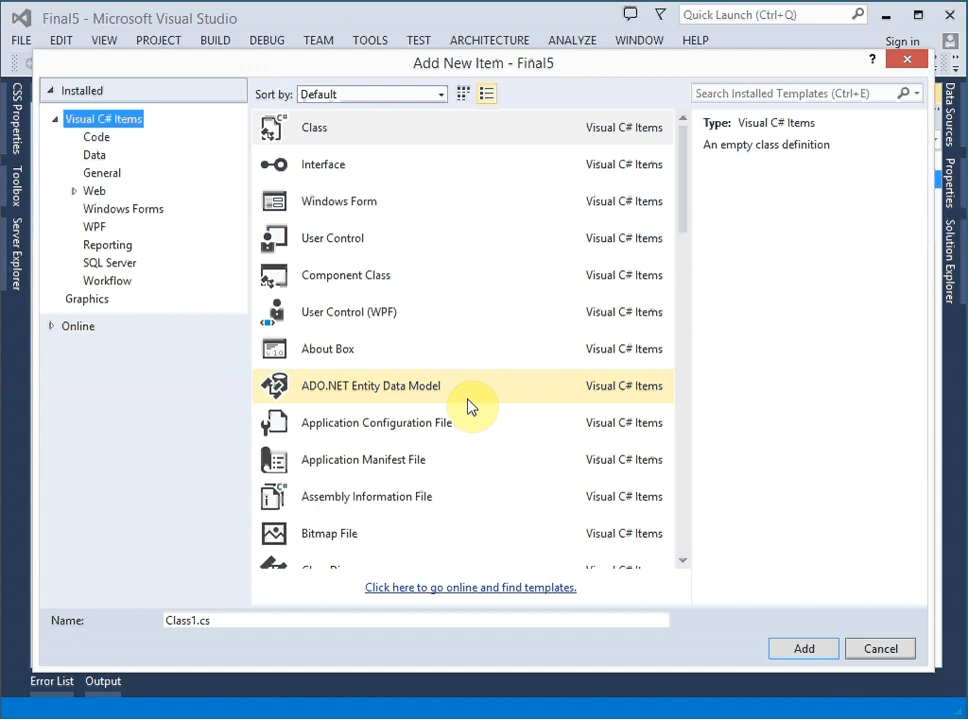 Final5 - Microsoft Visual Studio
Quick Launch (Ctrl+Q)
FILE EDIT VIEW PROJECT BUILD DEBUG TEAM TOOLS TEST ARCHITECTURE ANALYZE WINDOW HELP
Sign in
Add New Item - Final5
?
CSS Properties
Toolbox
Server Explorer
Installed
Visual C# Items
Code
Data
General
Web
Windows Forms
WPF
Reporting
SQL Server
Workflow
Graphics
Online
Sort by: Default
Search Installed Templates (Ctrl+E)
Class Visual C# Items
Interface Visual C# Items
Windows Form Visual C# Items
User Control Visual C# Items
Component Class Visual C# Items
User Control (WPF) Visual C# Items
About Box Visual C# Items
ADO.NET Entity Data Model Visual C# Items
Application Configuration File Visual C# Items
Application Manifest File Visual C# Items
Assembly Information File Visual C# Items
Bitmap File Visual C# Items
Click here to go online and find templates.
Type: Visual C# Items
An empty class definition
Data Sources
Properties
Solution Explorer
Name: Class1.cs
Add Cancel
Error List Output